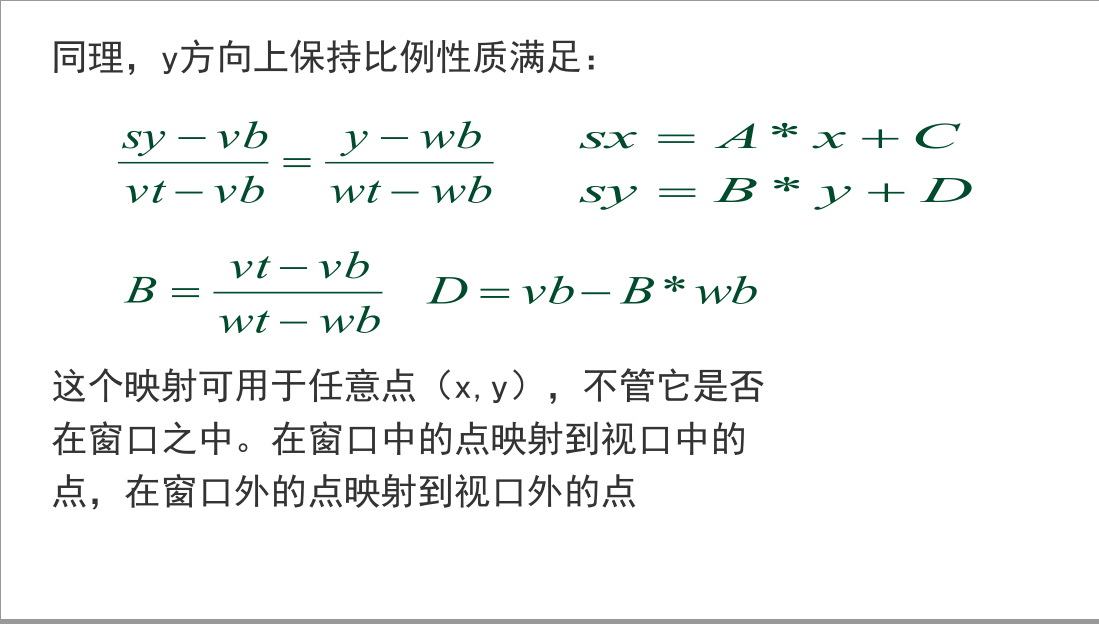 同理，y方向上保持比例性质满足：
sy − vb / vt − vb = y − wb / wt − wb
sx = A * x + C
sy = B * y + D
B = vt − vb / wt − wb
D = vb − B * wb
这个映射可用于任意点（x,y），不管它是否
在窗口之中。在窗口中的点映射到视口中的
点，在窗口外的点映射到视口外的点